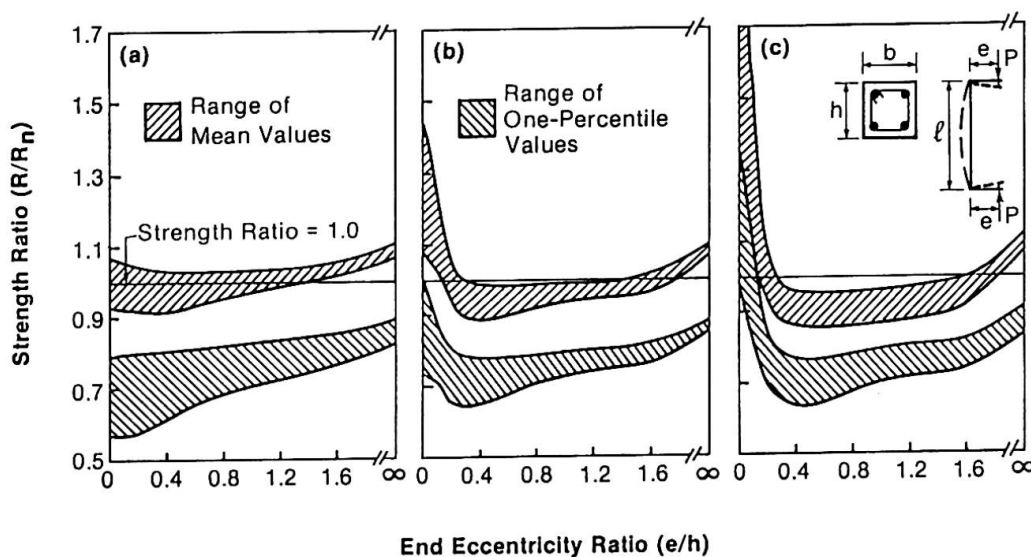 Strength Ratio (R/Rn)
1.7
1.5
1.3
1.1
0.9
0.7
0.5
(a)
Range of
Mean Values
Strength Ratio = 1.0
0 0.4 0.8 1.2 1.6 ∞
(b)
Range of
One-Percentile
Values
0 0.4 0.8 1.2 1.6 ∞
(c)
b
h
e
P
ℓ
e
P
0 0.4 0.8 1.2 1.6 ∞
End Eccentricity Ratio (e/h)